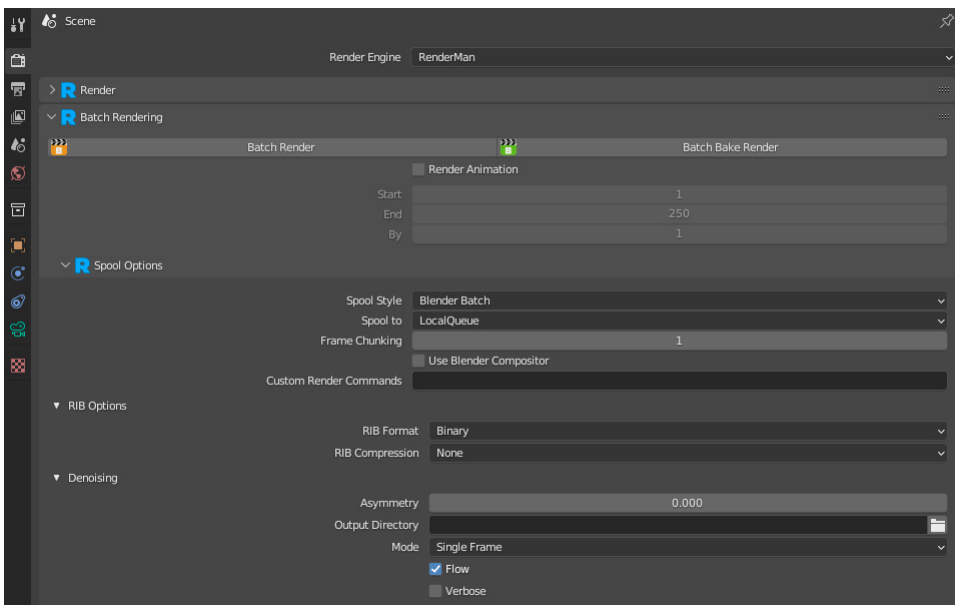 Scene
Render Engine RenderMan
Render
Batch Rendering
Batch Render Batch Bake Render
Render Animation
Start 1
End 250
By 1
Spool Options
Spool Style Blender Batch
Spool to LocalQueue
Frame Chunking 1
Use Blender Compositor
Custom Render Commands
RIB Options
RIB Format Binary
RIB Compression None
Denoising
Asymmetry 0.000
Output Directory
Mode Single Frame
Flow
Verbose